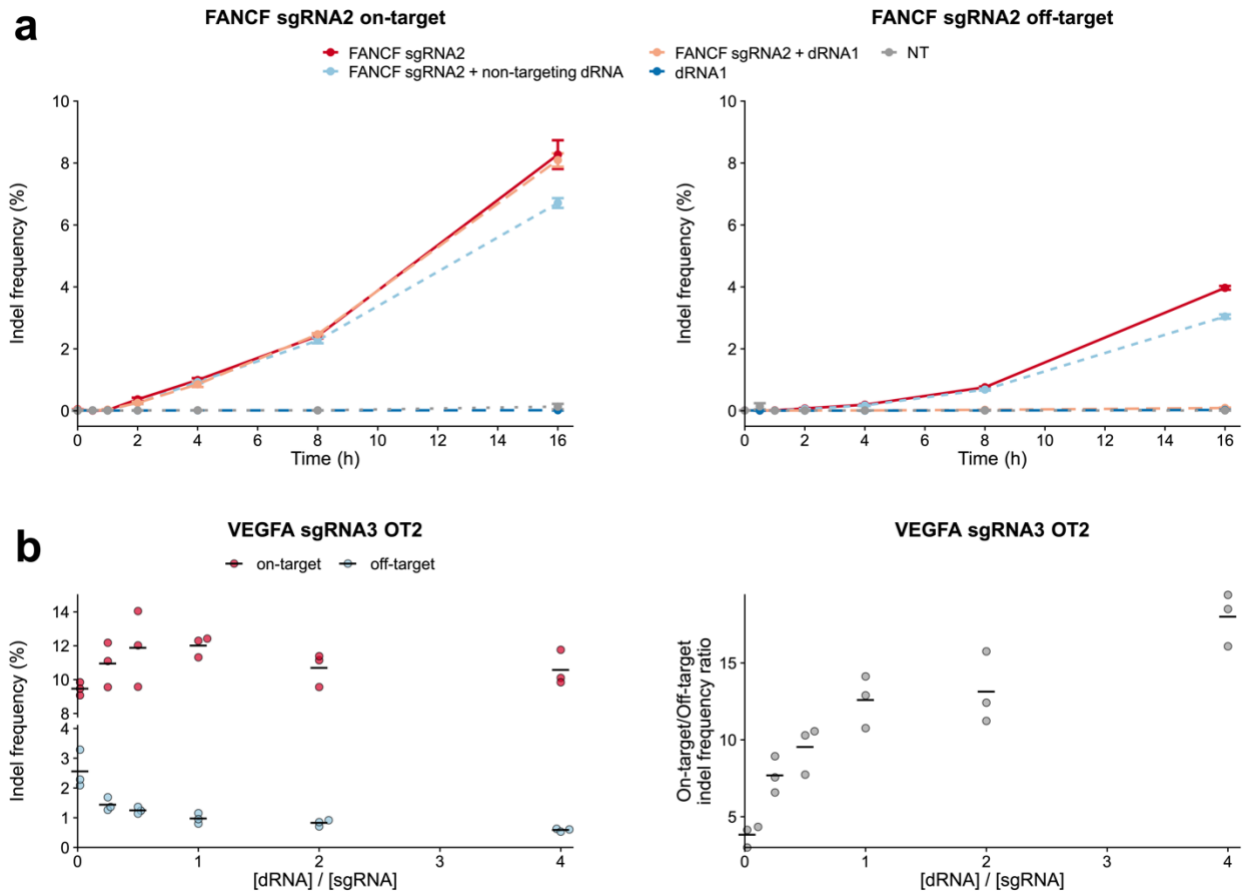 a
FANCF sgRNA2 on-target
FANCF sgRNA2 off-target
FANCF sgRNA2
FANCF sgRNA2 + dRNA1
NT
FANCF sgRNA2 + non-targeting dRNA
dRNA1
Indel frequency (%)
10
8
6
4
2
0
0 2 4 6 8 10 12 14 16
Time (h)
Indel frequency (%)
10
8
6
4
2
0
0 2 4 6 8 10 12 14 16
Time (h)
b
VEGFA sgRNA3 OT2
on-target off-target
Indel frequency (%)
14
12
10
8
4
3
2
1
0
0 1 2 3 4
[dRNA] / [sgRNA]
VEGFA sgRNA3 OT2
On-target/Off-target
indel frequency ratio
15
10
5
0 1 2 3 4
[dRNA] / [sgRNA]